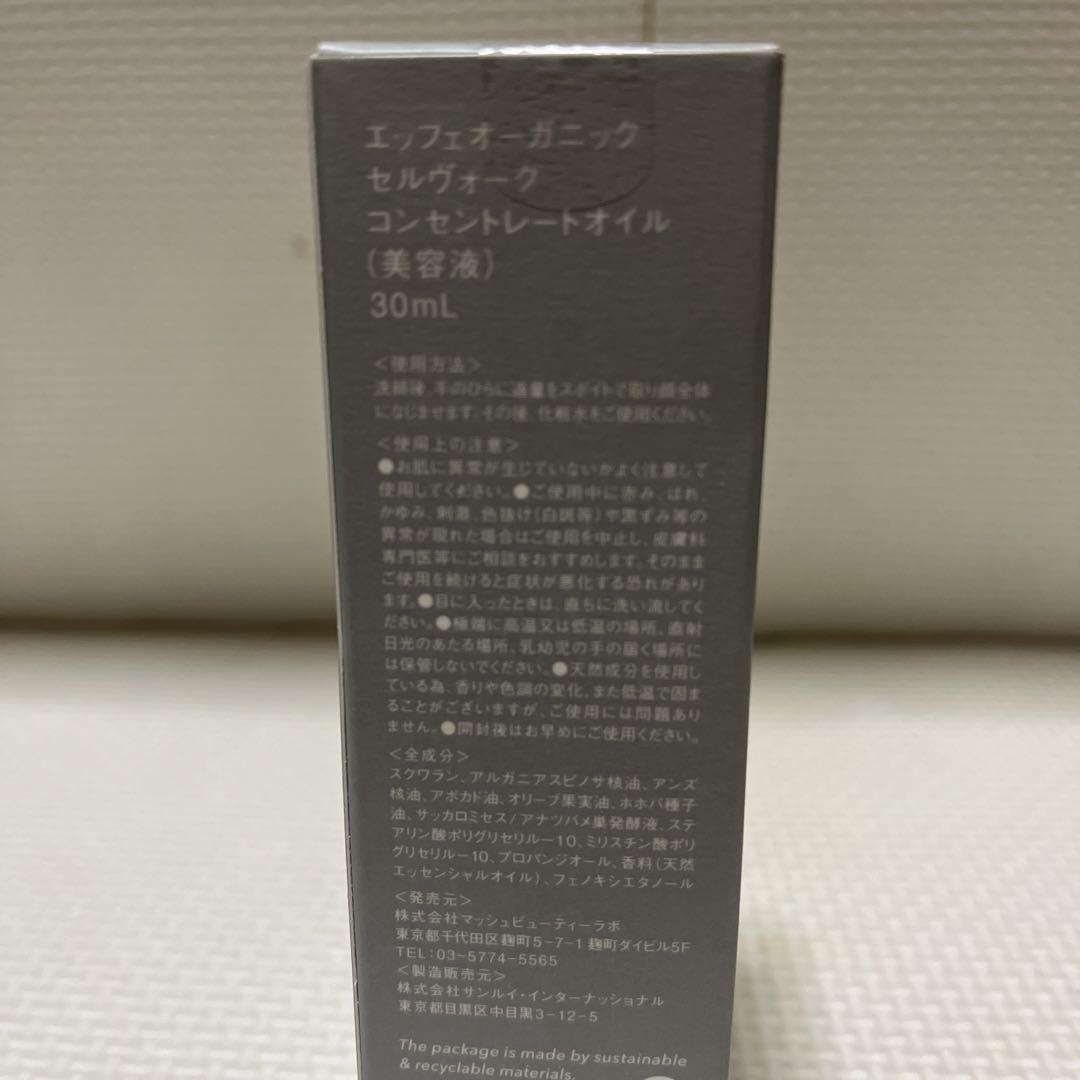 エッフェオーガニック
セルヴォーク
コンセントレートオイル
(美容液)
30mL
<使用方法>
洗顔後、手のひらに適量をスポイトで取り顔全体
になじませます。その後、化粧水をご使用ください。
<使用上の注意>
●お肌に異常が生じていないかよく注意して
使用してください。●ご使用中に赤み、はれ、
かゆみ、刺激、色抜け(白斑等)や黒ずみ等の
異常が取れた場合はご使用を中止し、皮膚科
専門医等にご相談をおすすめします。そのまま
ご使用を続けると症状が悪化する恐れがあり
ます。●目に入ったときは、直ちに洗い流してく
ださい。●極端に高温又は低温の場所、直射
日光のあたる場所、乳幼児の手の届く場所に
は保管しないでください。●天然成分を使用し
ている為、香りや色調の変化、また低温で固ま
ることがございますが、ご使用には問題あり
ません。●開封後はお早めにご使用ください。
<全成分>
スクワラン、アルガニアスピノサ核油、アンズ
核油、アボカド油、オリーブ果実油、ホホバ種子
油、サッカロミセス/アナツバメ巣発酵液、ステ
アリン酸ポリグリセリル-10、ミリスチン酸ポリ
グリセリル-10、プロパンジオール、香料(天然
エッセンシャルオイル)、フェノキシエタノール
<発売元>
株式会社マッシュビューティーラボ
東京都千代田区麹町5-7-1 麹町ダイビル5F
TEL:03-5774-5565
<製造販売元>
株式会社サンルイ・インターナッショナル
東京都目黒区中目黒3-12-5
The package is made by sustainable
& recyclable materials.